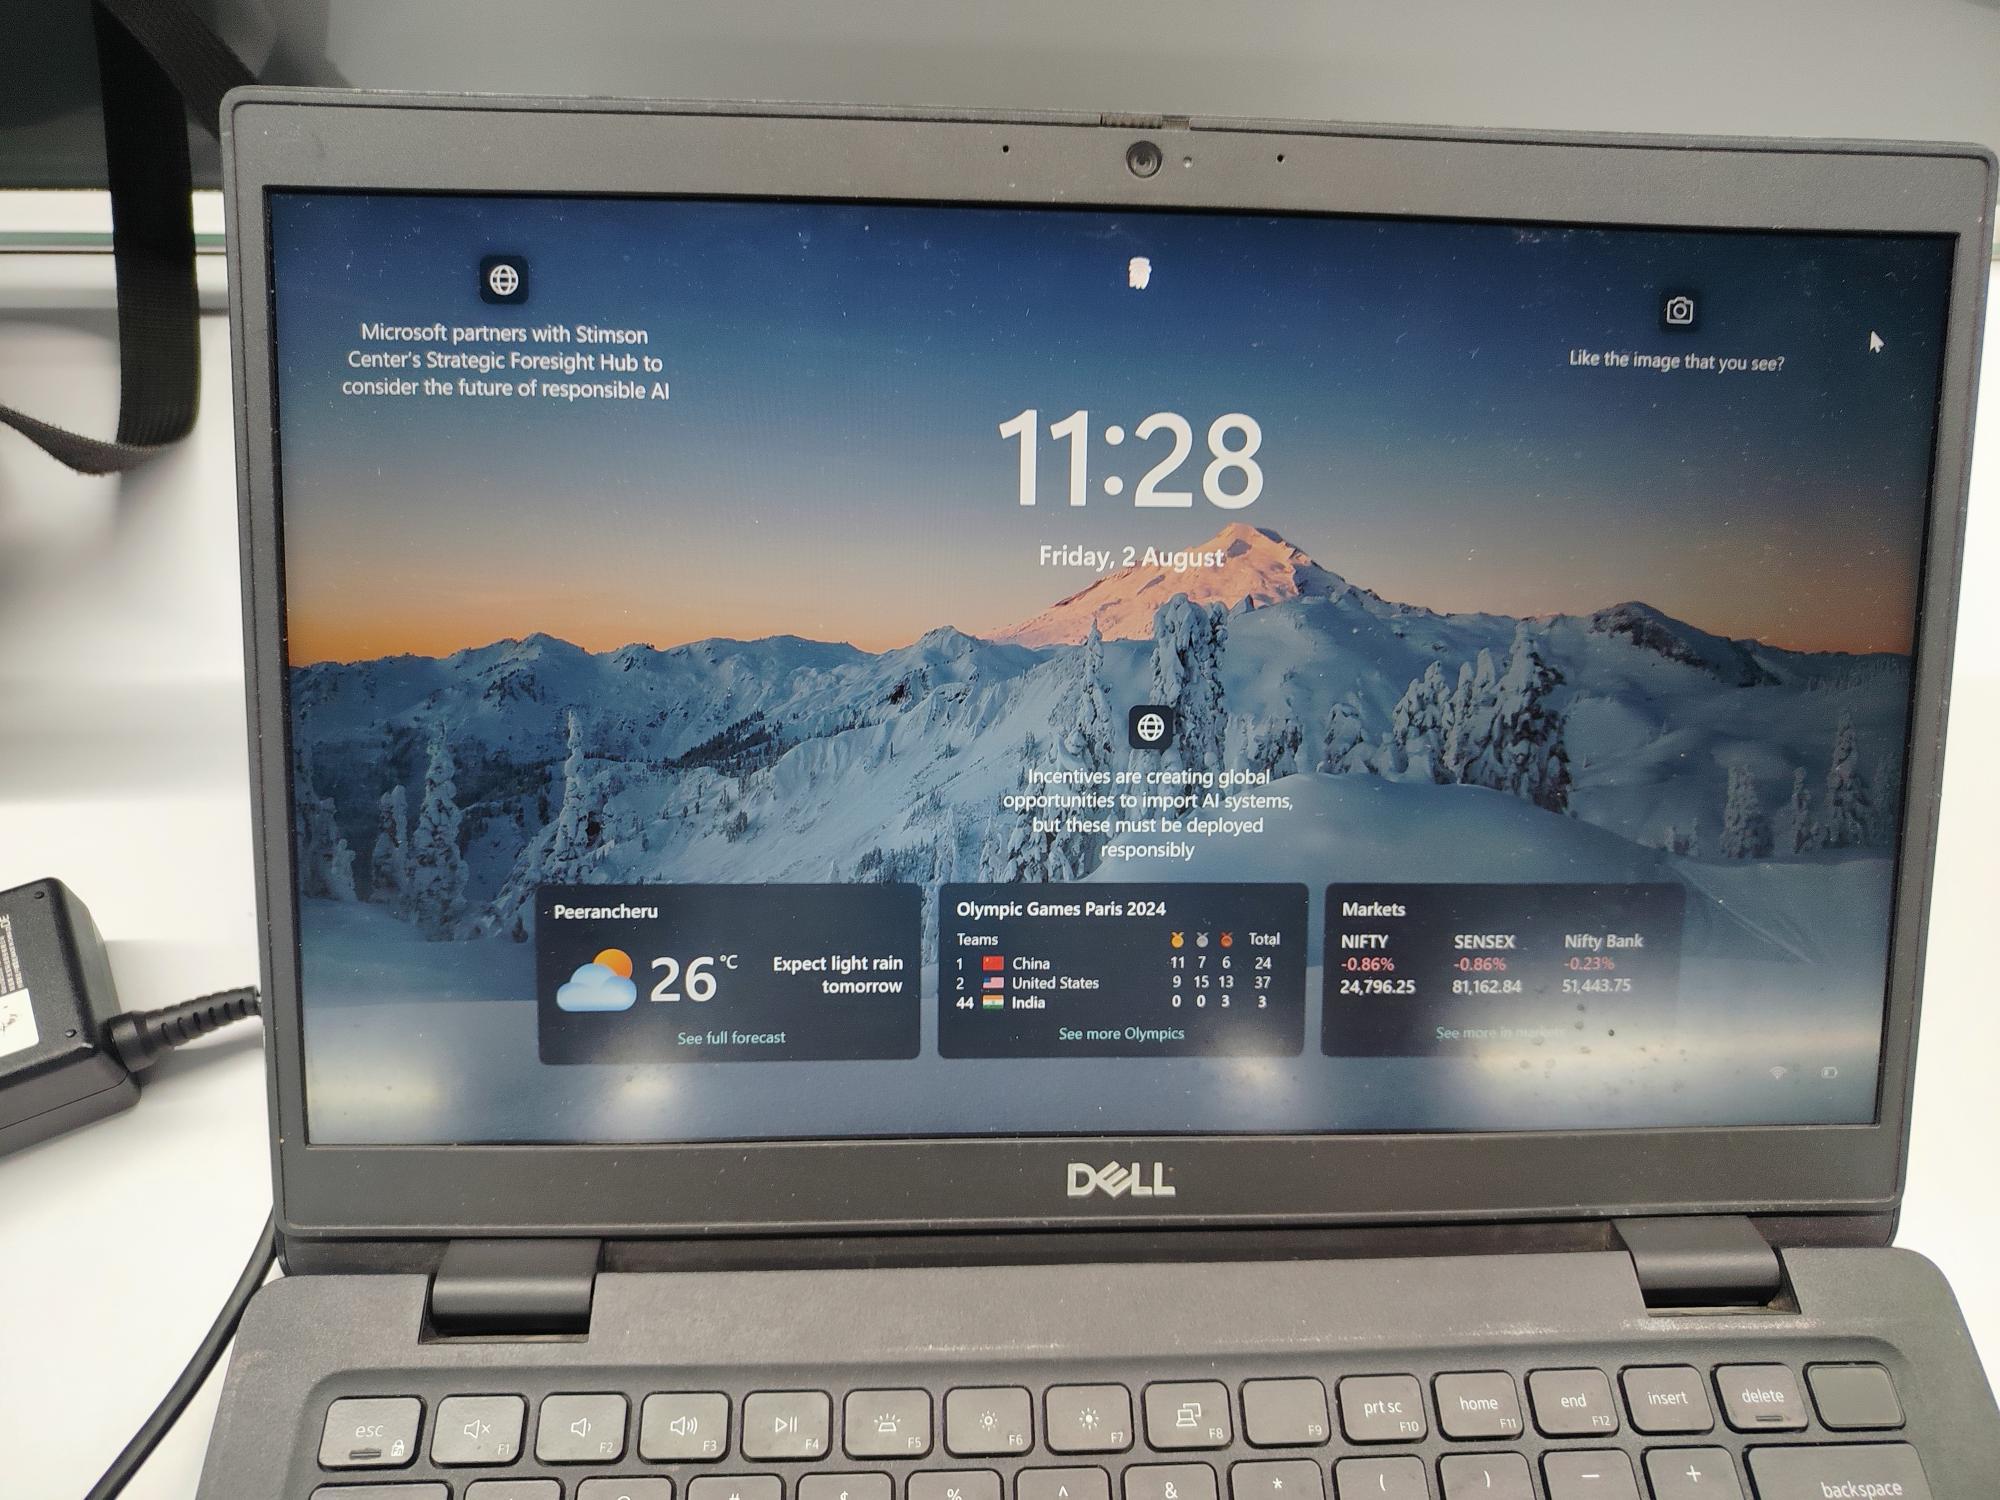 Microsoft partners with Stimson
Center's Strategic Foresight Hub to
consider the future of responsible AI
Like the image that you see?
11:28
Friday, 2 August
Incentives are creating global
opportunities to import AI systems,
but these must be deployed
responsibly
Peerancheru
26°C
Expect light rain
tomorrow
See full forecast
Olympic Games Paris 2024
Teams Total
1 China 11 7 6 24
2 United States 9 15 13 37
44 India 0 0 3 3
See more Olympics
Markets
NIFTY SENSEX Nifty Bank
-0.86% -0.86% -0.23%
24,796.25 81,162.84 51,443.75
See more in markets
DELL
esc Fn F1 F2 F3 F4 F5 F6 F7 F8 F9 prt sc F10 home F11 end F12 insert delete
# $ % ^ & * ( ) — + backspace